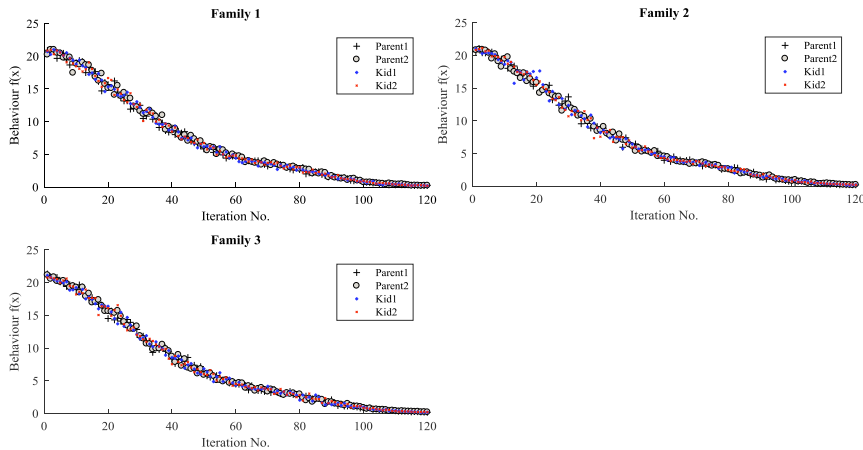 Family 1
25
20
15
10
5
0
Behaviour f(x)
0 20 40 60 80 100 120
Iteration No.
Parent1
Parent2
Kid1
Kid2
Family 2
25
20
15
10
5
0
Behaviour f(x)
0 20 40 60 80 100 120
Iteration No.
Parent1
Parent2
Kid1
Kid2
Family 3
25
20
15
10
5
0
Behaviour f(x)
0 20 40 60 80 100 120
Iteration No.
Parent1
Parent2
Kid1
Kid2